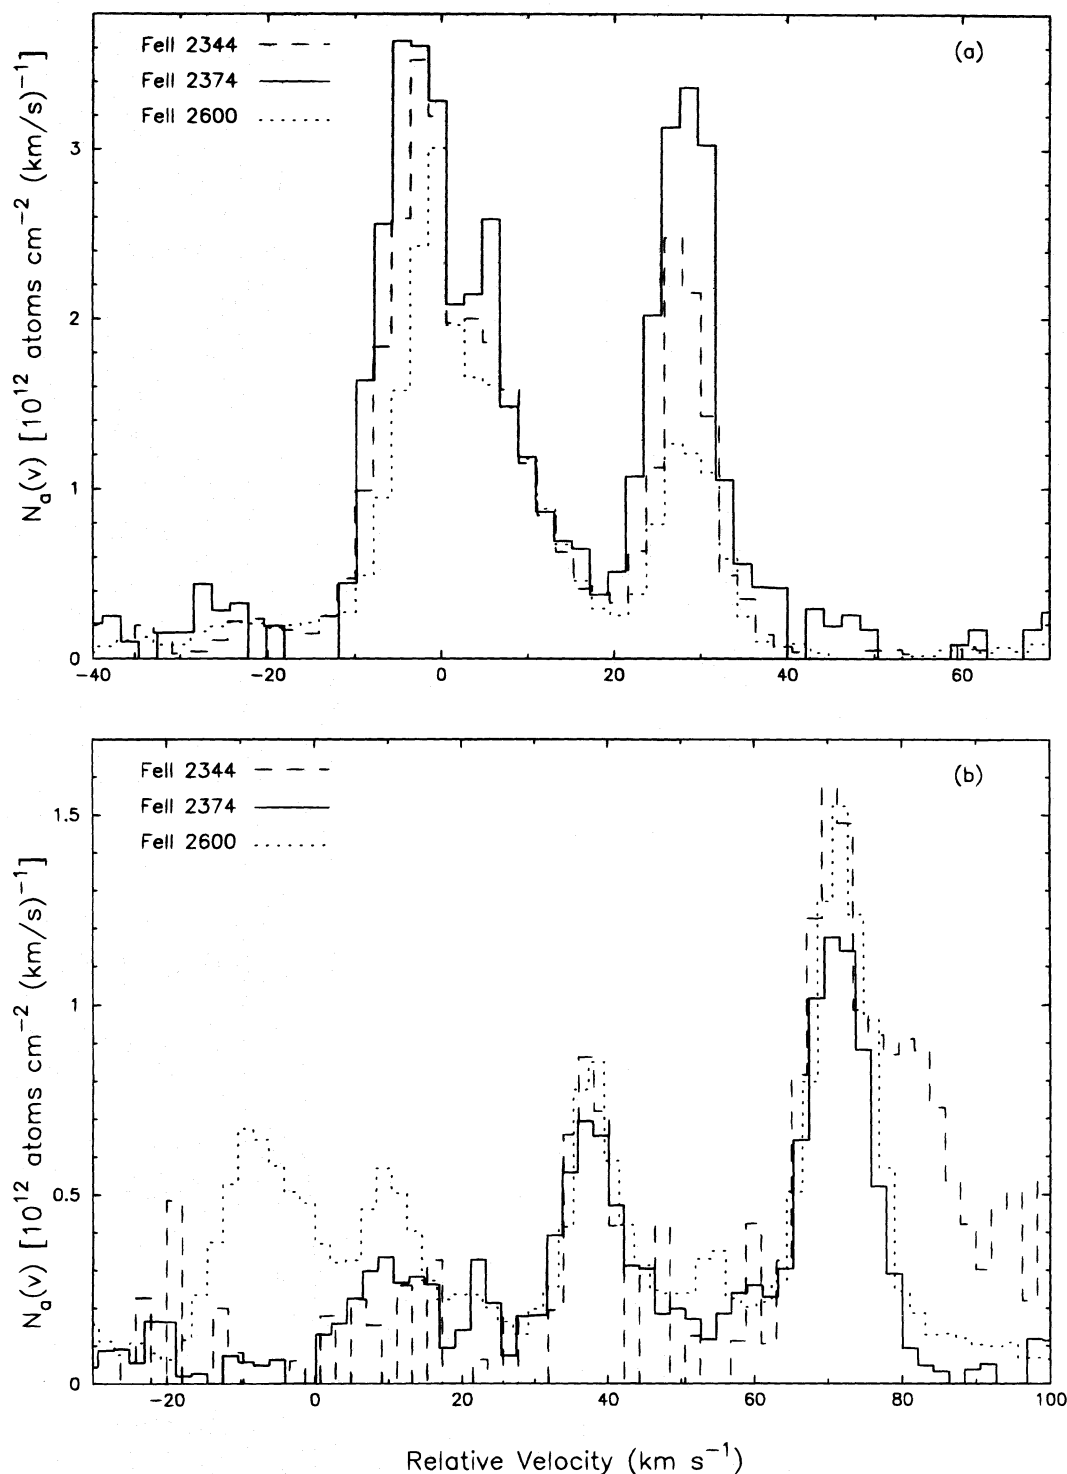 (a)
FeII 2344
FeII 2374
FeII 2600
N_a(v) [10^12 atoms cm^−2 (km/s)^−1]
3
2
1
0
−40 −20 0 20 40 60
(b)
FeII 2344
FeII 2374
FeII 2600
N_a(v) [10^12 atoms cm^−2 (km/s)^−1]
1.5
1
0.5
0
0 20 40 60 80 100
Relative Velocity (km s^−1)